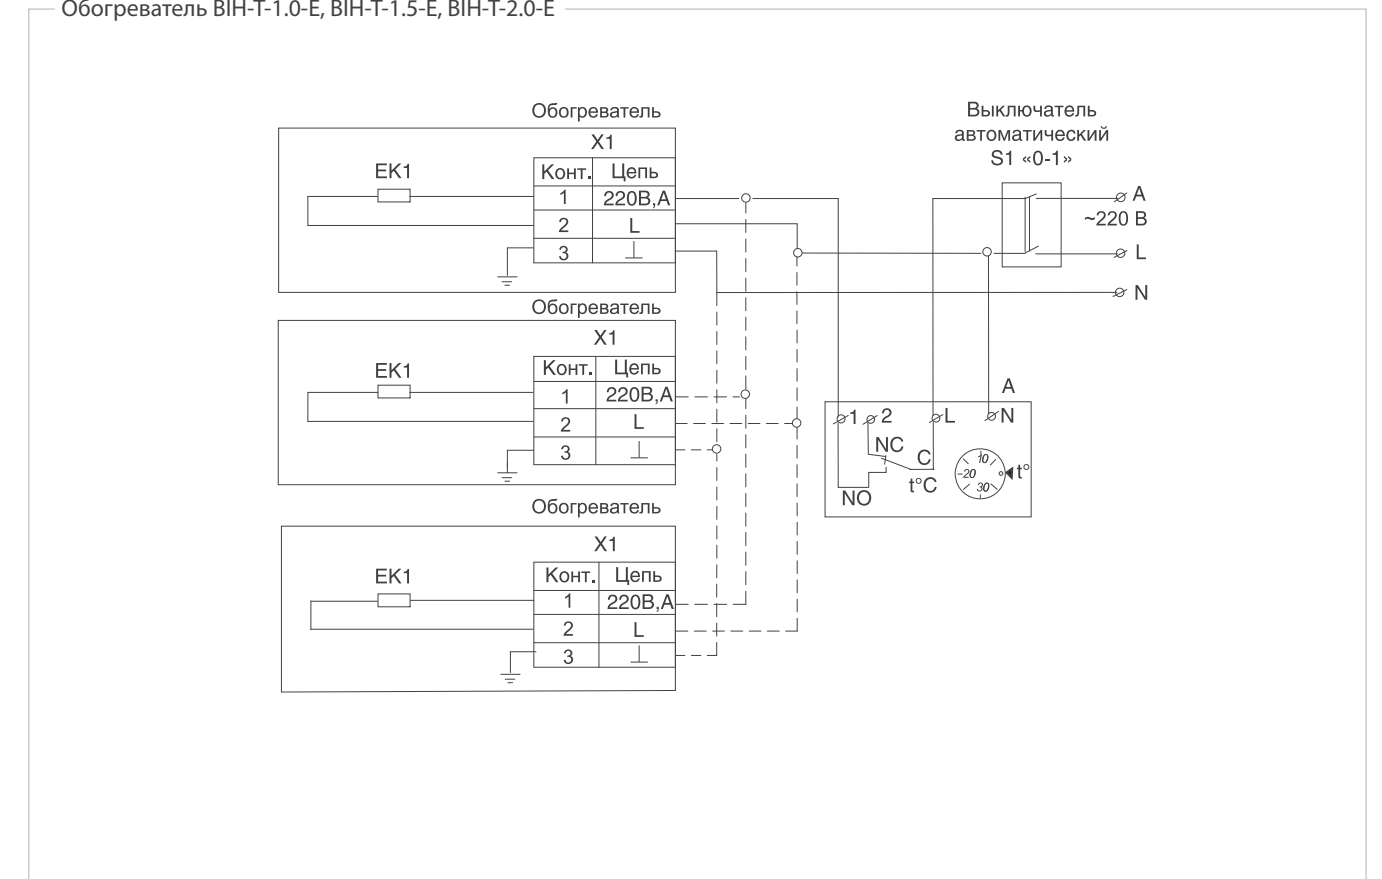 Обогреватель BIH-T-1.0-E, BIH-T-1.5-E, BIH-T-2.0-E
Обогреватель
X1
EK1
Конт. Цепь
1 220В,А
2 L
3 ⊥
Выключатель
автоматический
S1 «0-1»
A
~220 В
L
N
Обогреватель
X1
EK1
Конт. Цепь
1 220В,А
2 L
3 ⊥
A
1 2 L N
NC
C
t°C
NO
10
20
30
t°
Обогреватель
X1
EK1
Конт. Цепь
1 220В,А
2 L
3 ⊥